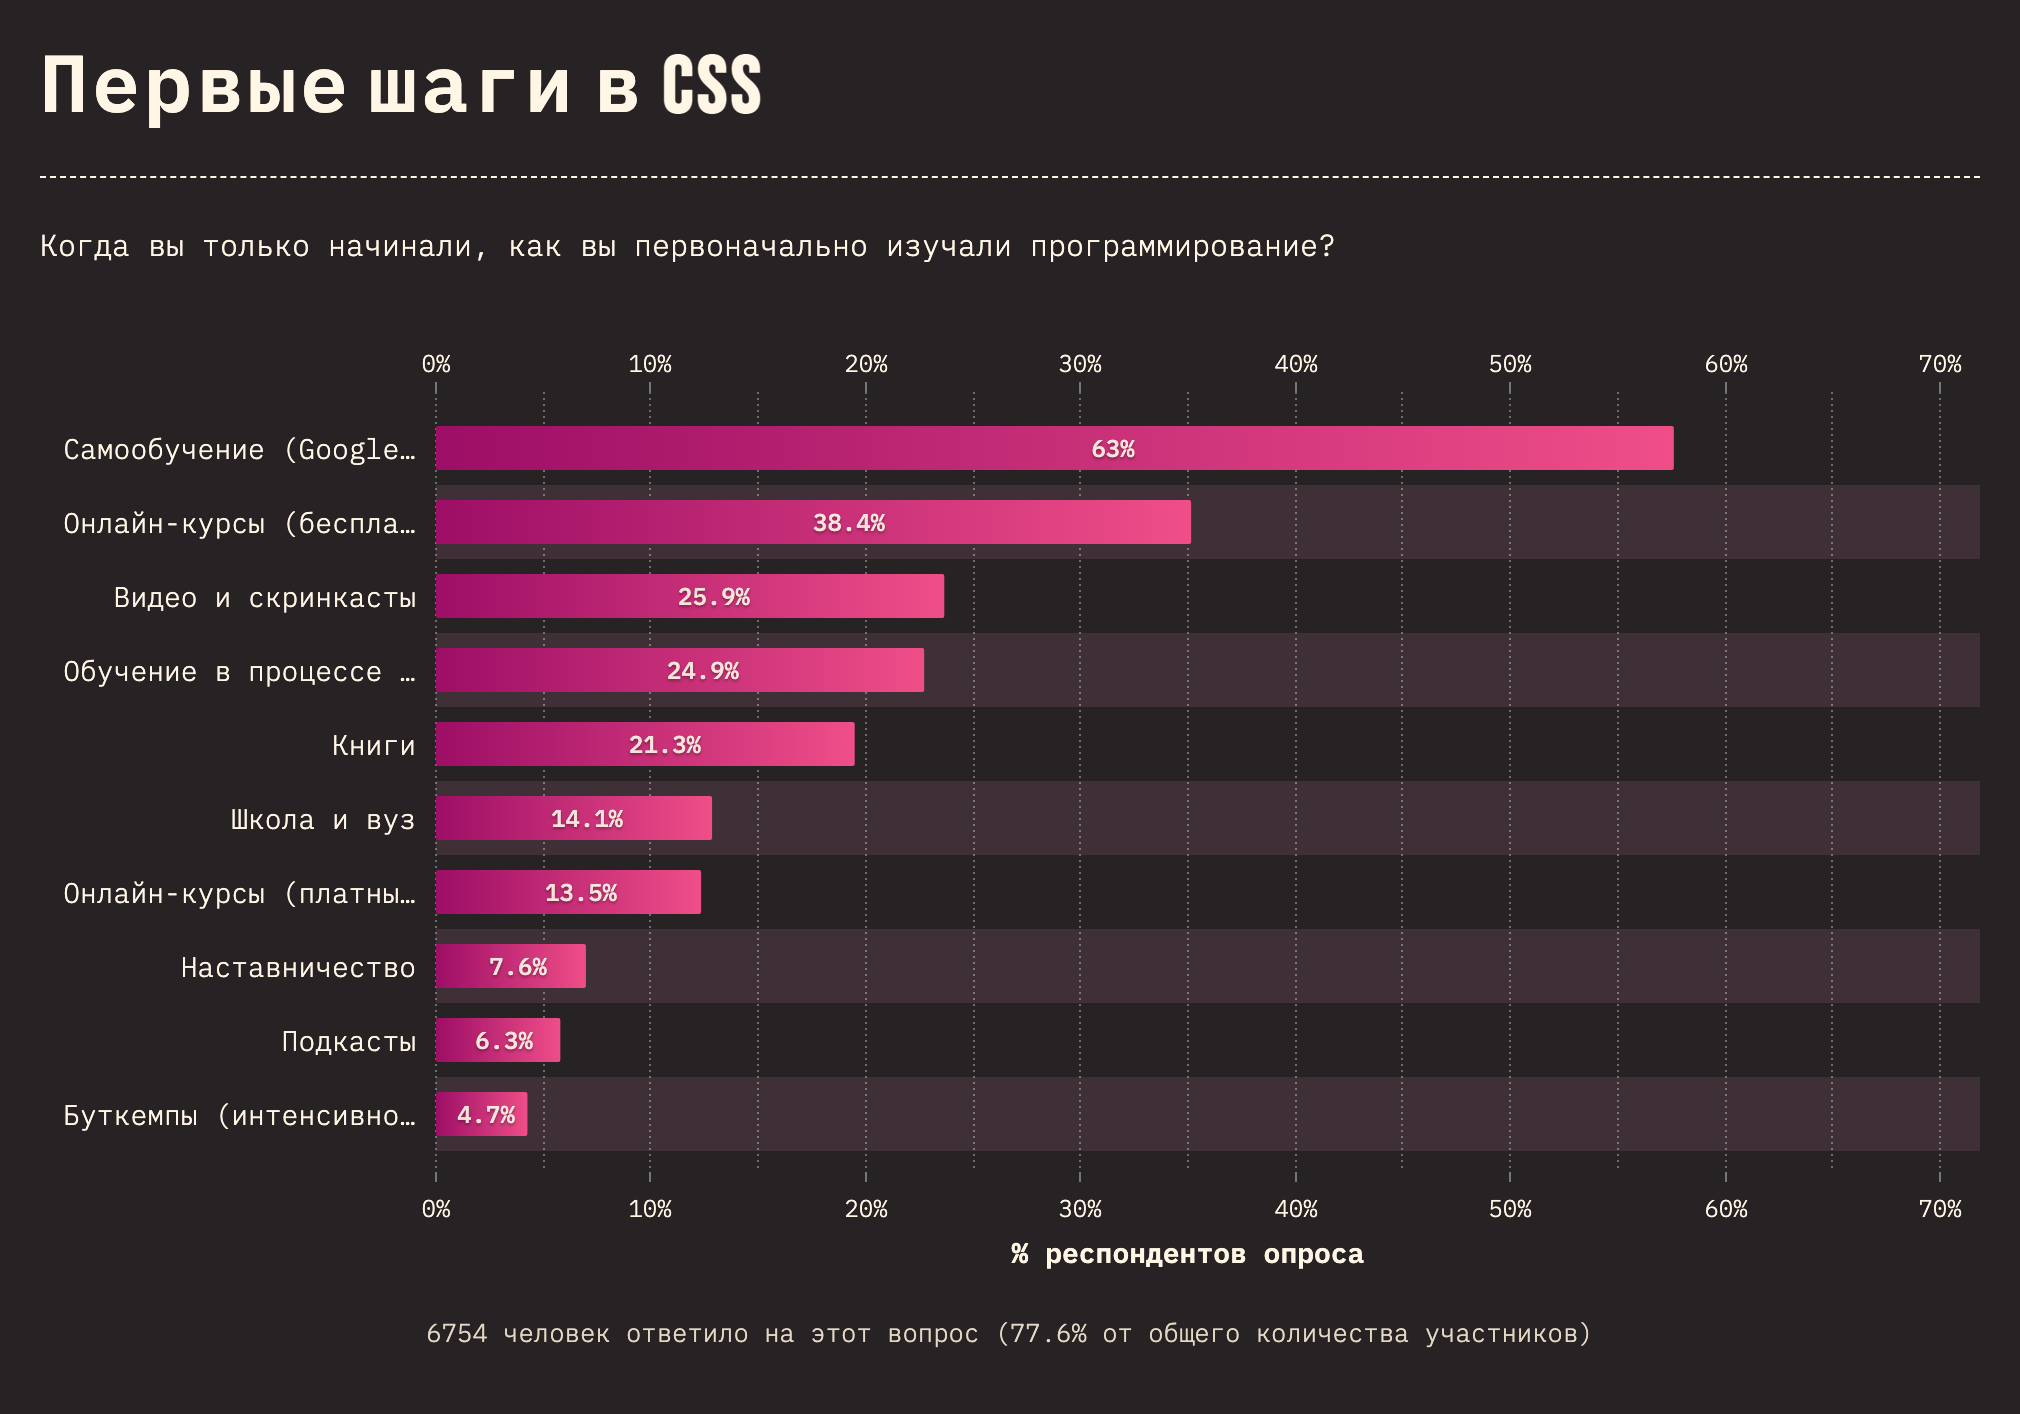 Первые шаги в CSS
Когда вы только начинали, как вы первоначально изучали программирование?
0% 10% 20% 30% 40% 50% 60% 70%
Самообучение (Google… 63%
Онлайн-курсы (беспла… 38.4%
Видео и скринкасты 25.9%
Обучение в процессе … 24.9%
Книги 21.3%
Школа и вуз 14.1%
Онлайн-курсы (платны… 13.5%
Наставничество 7.6%
Подкасты 6.3%
Буткемпы (интенсивно… 4.7%
0% 10% 20% 30% 40% 50% 60% 70%
% респондентов опроса
6754 человек ответило на этот вопрос (77.6% от общего количества участников)